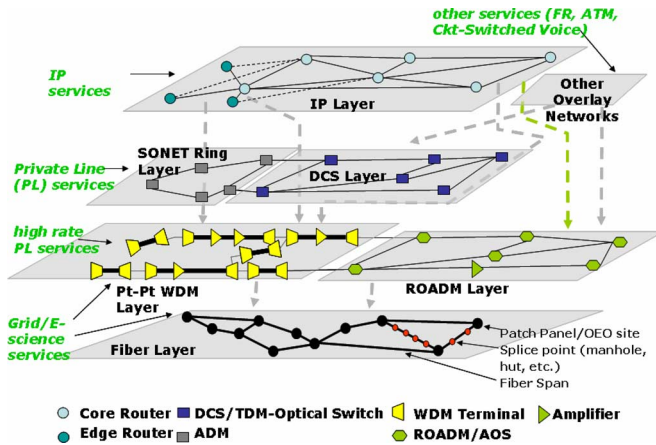 other services (FR, ATM,
Ckt-Switched Voice)
IP
services
IP Layer
Other
Overlay
Networks
SONET Ring
Layer
Private Line
(PL) services
DCS Layer
high rate
PL services
Pt-Pt WDM
Layer
ROADM Layer
Grid/E-
science
services
Fiber Layer
Patch Panel/OEO site
Splice point (manhole,
hut, etc.)
Fiber Span
Core Router
DCS/TDM-Optical Switch
WDM Terminal
Amplifier
Edge Router
ADM
ROADM/AOS